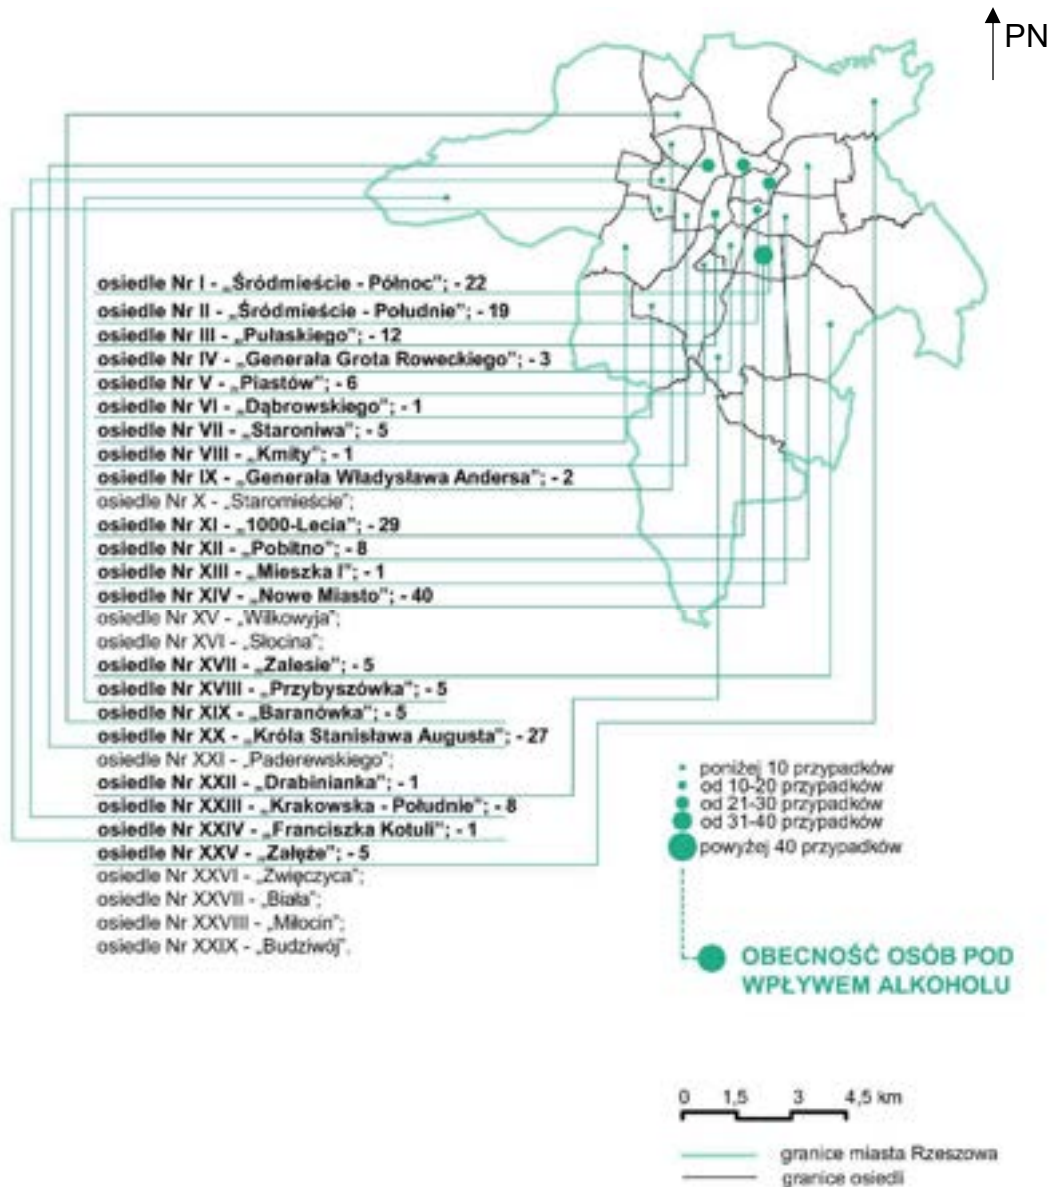 PN
osiedle Nr I - „Śródmieście - Północ”; - 22
osiedle Nr II - „Śródmieście - Południe”; - 19
osiedle Nr III - „Pułaskiego”; - 12
osiedle Nr IV - „Generała Grota Roweckiego”; - 3
osiedle Nr V - „Piastów”; - 6
osiedle Nr VI - „Dąbrowskiego”; - 1
osiedle Nr VII - „Staroniwa”; - 5
osiedle Nr VIII - „Kmity”; - 1
osiedle Nr IX - „Generała Władysława Andersa”; - 2
osiedle Nr X - „Staromieście”;
osiedle Nr XI - „1000-Lecia”; - 29
osiedle Nr XII - „Pobitno”; - 8
osiedle Nr XIII - „Mieszka I”; - 1
osiedle Nr XIV - „Nowe Miasto”; - 40
osiedle Nr XV - „Wilkowyja”;
osiedle Nr XVI - „Słocina”;
osiedle Nr XVII - „Zalesie”; - 5
osiedle Nr XVIII - „Przybyszówka”; - 5
osiedle Nr XIX - „Baranówka”; - 5
osiedle Nr XX - „Króla Stanisława Augusta”; - 27
osiedle Nr XXI - „Paderewskiego”;
osiedle Nr XXII - „Drabinianka”; - 1
osiedle Nr XXIII - „Krakowska - Południe”; - 8
osiedle Nr XXIV - „Franciszka Kotuli”; - 1
osiedle Nr XXV - „Załęże”; - 5
osiedle Nr XXVI - „Zwięczyca”;
osiedle Nr XXVII - „Biała”;
osiedle Nr XXVIII - „Miłocin”;
osiedle Nr XXIX - „Budziwój”.
poniżej 10 przypadków
od 10-20 przypadków
od 21-30 przypadków
od 31-40 przypadków
powyżej 40 przypadków
OBECNOŚĆ OSÓB POD
WPŁYWEM ALKOHOLU
0 1,5 3 4,5 km
granice miasta Rzeszowa
granice osiedli